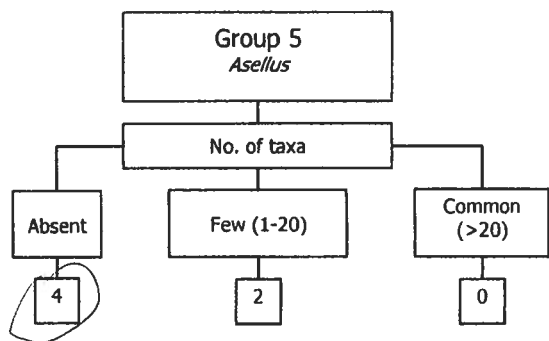 Group 5
Asellus
No. of taxa
Absent
Few (1-20)
Common
(>20)
4
2
0